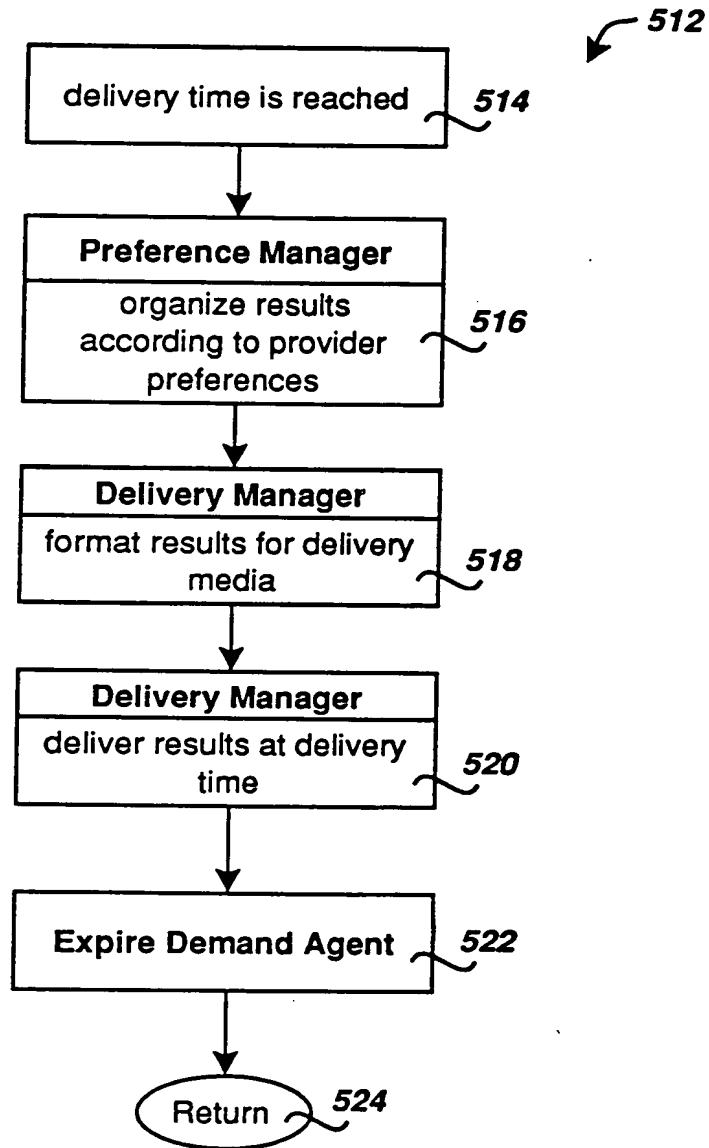 512
delivery time is reached
514
Preference Manager
organize results
according to provider
preferences
516
Delivery Manager
format results for delivery
media
518
Delivery Manager
deliver results at delivery
time
520
Expire Demand Agent
522
Return
524